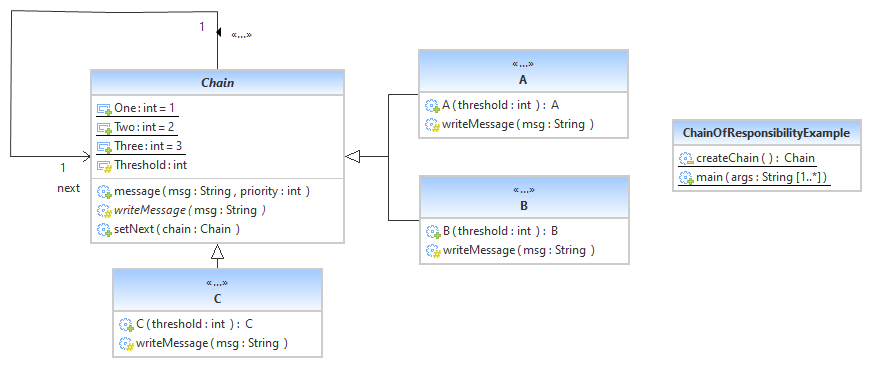 1
«...»
Chain
One : int = 1
Two : int = 2
Three : int = 3
Threshold : int
message ( msg : String , priority : int )
writeMessage ( msg : String )
setNext ( chain : Chain )
1
next
«...»
C
C ( threshold : int ) : C
writeMessage ( msg : String )
«...»
A
A ( threshold : int ) : A
writeMessage ( msg : String )
«...»
B
B ( threshold : int ) : B
writeMessage ( msg : String )
ChainOfResponsibilityExample
createChain ( ) : Chain
main ( args : String [1..*] )